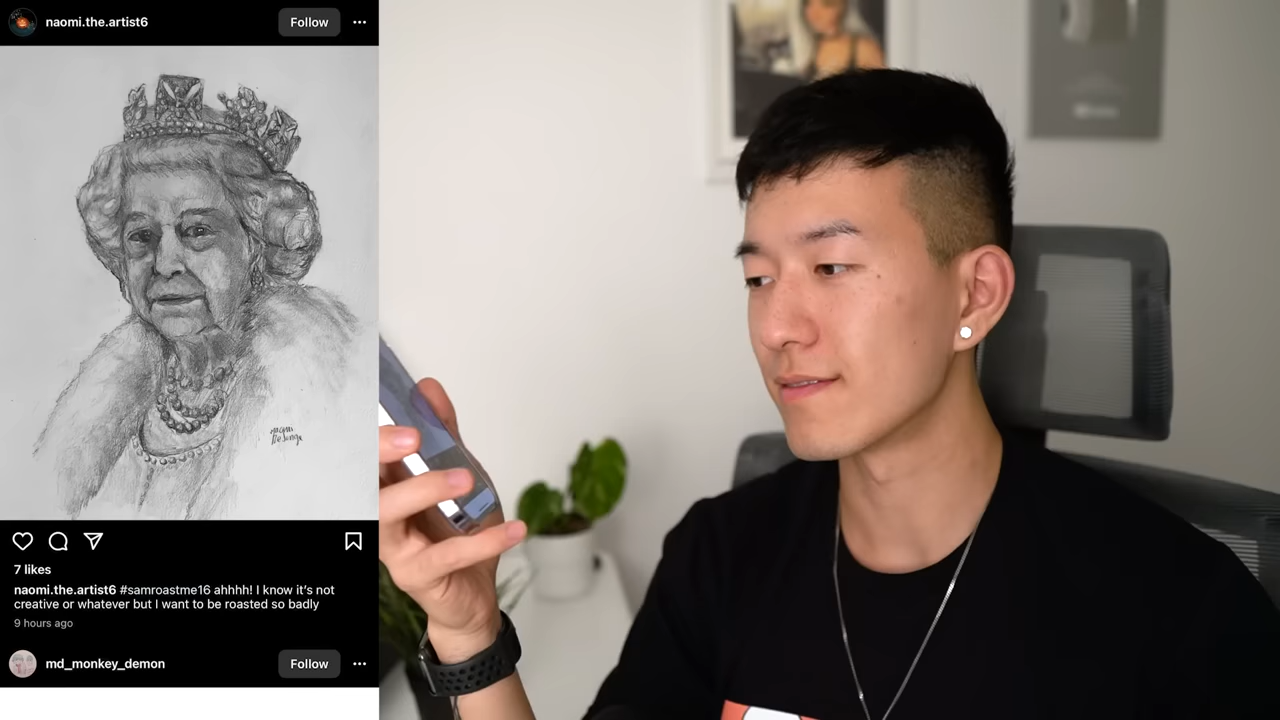 naomi.the.artist6
Follow
7 likes
naomi.the.artist6 #samroastme16 ahhhh! I know it's not
creative or whatever but I want to be roasted so badly
9 hours ago
md_monkey_demon
Follow